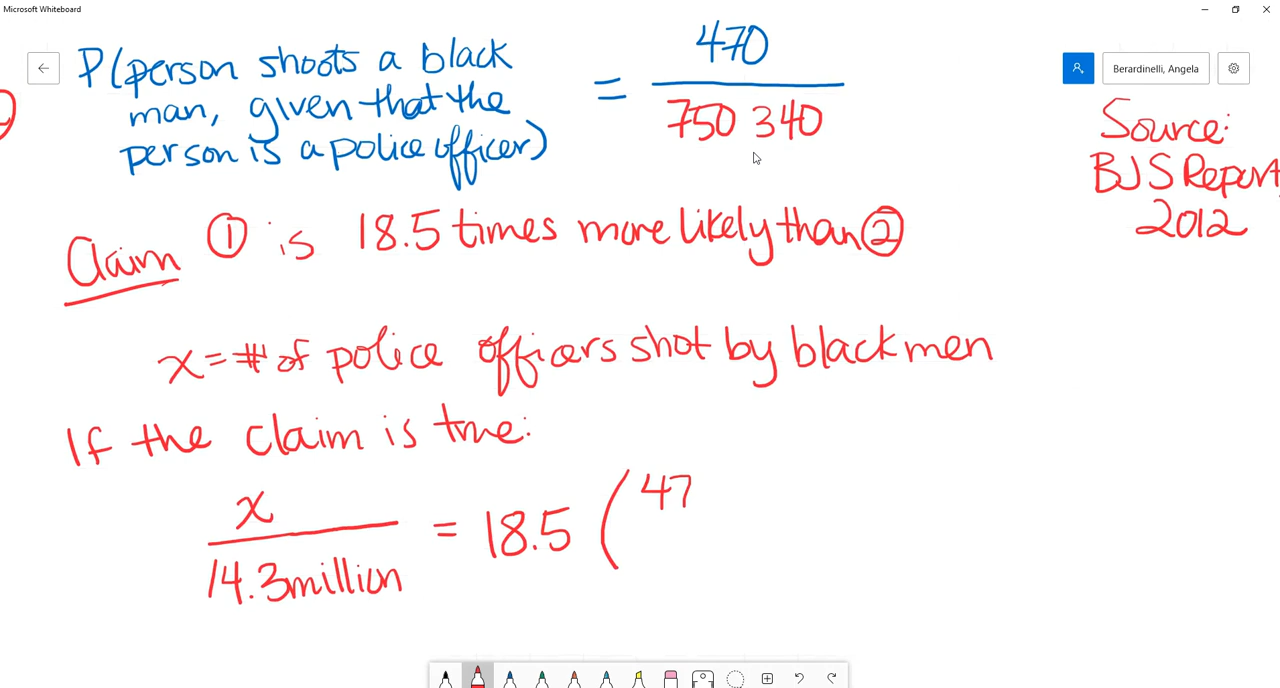 Microsoft Whiteboard
P(person shoots a black
man, given that the
person is a police officer)
=
470
750 340
Berardinelli, Angela
Source:
BJS Report
2012
Claim ① is 18.5 times more likely than ②
x = # of police officers shot by black men
If the claim is true:
x
14.3 million
= 18.5 (
47